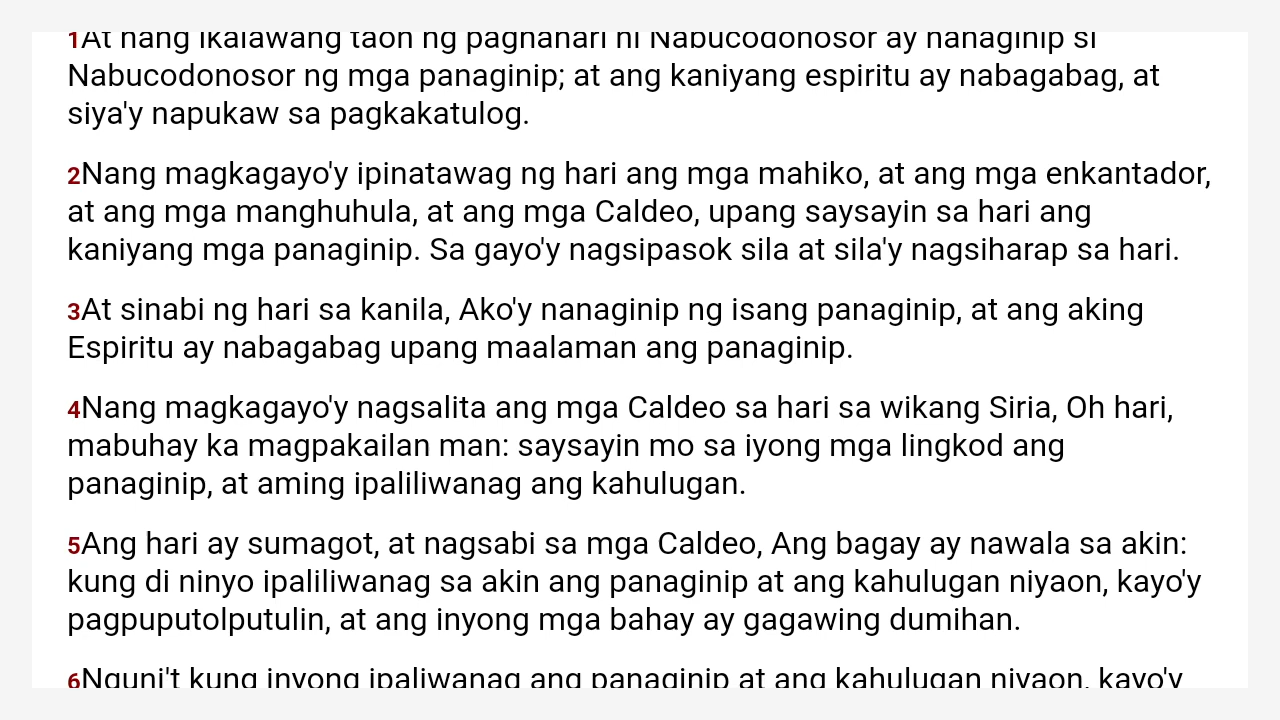 1At nang ikalawang taon ng paghahari ni Nabucodonosor ay nanaginip si
Nabucodonosor ng mga panaginip; at ang kaniyang espiritu ay nabagabag, at
siya'y napukaw sa pagkakatulog.
2Nang magkagayo'y ipinatawag ng hari ang mga mahiko, at ang mga enkantador,
at ang mga manghuhula, at ang mga Caldeo, upang saysayin sa hari ang
kaniyang mga panaginip. Sa gayo'y nagsipasok sila at sila'y nagsiharap sa hari.
3At sinabi ng hari sa kanila, Ako'y nanaginip ng isang panaginip, at ang aking
Espiritu ay nabagabag upang maalaman ang panaginip.
4Nang magkagayo'y nagsalita ang mga Caldeo sa hari sa wikang Siria, Oh hari,
mabuhay ka magpakailan man: saysayin mo sa iyong mga lingkod ang
panaginip, at aming ipaliliwanag ang kahulugan.
5Ang hari ay sumagot, at nagsabi sa mga Caldeo, Ang bagay ay nawala sa akin:
kung di ninyo ipaliliwanag sa akin ang panaginip at ang kahulugan niyaon, kayo'y
pagpuputolputulin, at ang inyong mga bahay ay gagawing dumihan.
6Nguni't kung inyong ipaliwanag ang panaginip at ang kahulugan niyaon, kayo'y